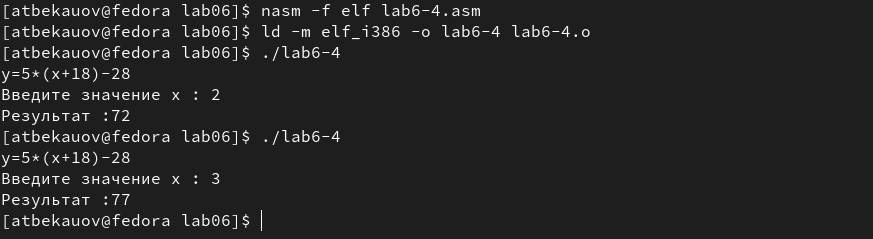 [atbekauov@fedora lab06]$ nasm -f elf lab6-4.asm
[atbekauov@fedora lab06]$ ld -m elf_i386 -o lab6-4 lab6-4.o
[atbekauov@fedora lab06]$ ./lab6-4
y=5*(x+18)-28
Введите значение x : 2
Результат :72
[atbekauov@fedora lab06]$ ./lab6-4
y=5*(x+18)-28
Введите значение x : 3
Результат :77
[atbekauov@fedora lab06]$